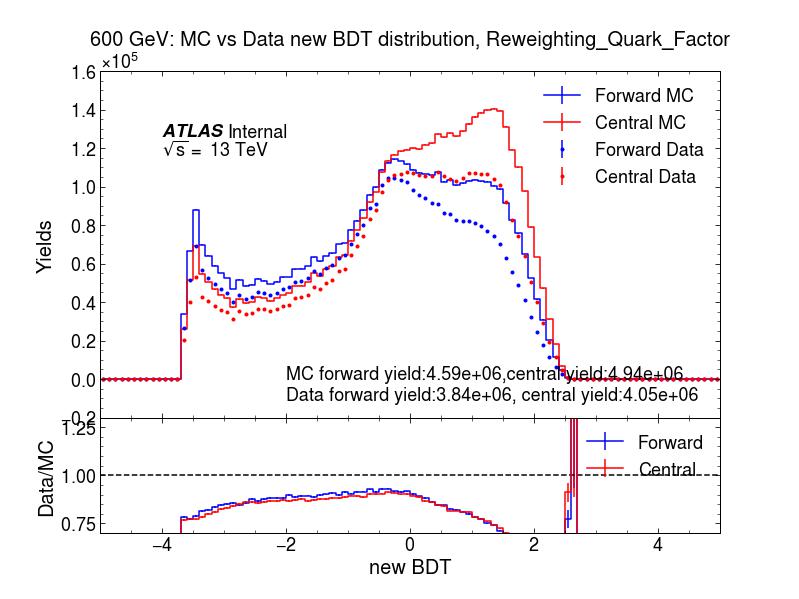 600 GeV: MC vs Data new BDT distribution, Reweighting_Quark_Factor
×10⁵
1.6
1.4
1.2
1.0
0.8
0.6
0.4
0.2
0.0
0.2
Yields
ATLAS Internal
√s = 13 TeV
Forward MC
Central MC
Forward Data
Central Data
MC forward yield:4.59e+06,central yield:4.94e+06
Data forward yield:3.84e+06, central yield:4.05e+06
1.25
1.00
0.75
Data/MC
Forward
Central
−4 −2 0 2 4
new BDT